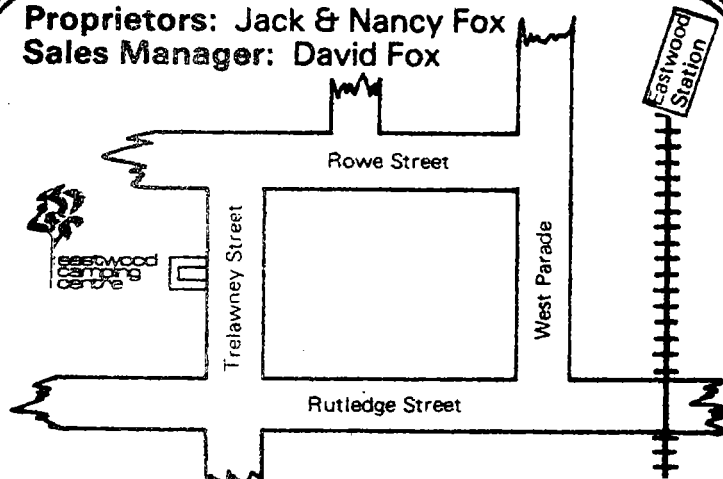 Proprietors: Jack & Nancy Fox
Sales Manager: David Fox
Eastwood
Station
Rowe Street
Trelawney Street
West Parade
eastwood
camping
centre
Rutledge Street